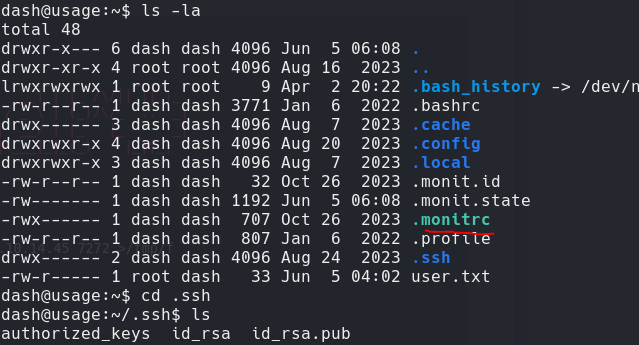 dash@usage:~$ ls -la
total 48
drwxr-x--- 6 dash dash 4096 Jun  5 06:08 .
drwxr-xr-x 4 root root 4096 Aug 16  2023 ..
lrwxrwxrwx 1 root root    9 Apr  2 20:22 .bash_history -> /dev/n
-rw-r--r-- 1 dash dash 3771 Jan  6  2022 .bashrc
drwx------ 3 dash dash 4096 Aug  7  2023 .cache
drwxrwxr-x 4 dash dash 4096 Aug 20  2023 .config
drwxrwxr-x 3 dash dash 4096 Aug  7  2023 .local
-rw-r--r-- 1 dash dash   32 Oct 26  2023 .monit.id
-rw------- 1 dash dash 1192 Jun  5 06:08 .monit.state
-rwx------ 1 dash dash  707 Oct 26  2023 .monitrc
-rw-r--r-- 1 dash dash  807 Jan  6  2022 .profile
drwx------ 2 dash dash 4096 Aug 24  2023 .ssh
-rw-r----- 1 root dash   33 Jun  5 04:02 user.txt
dash@usage:~$ cd .ssh
dash@usage:~/.ssh$ ls
authorized_keys  id_rsa  id_rsa.pub